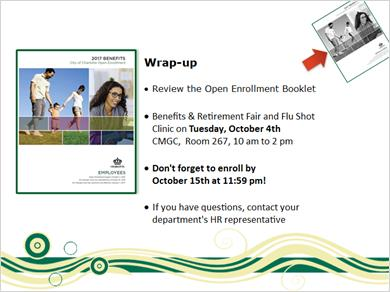 2017 BENEFITS
City of Charlotte Open Enrollment
EMPLOYEES
Wrap-up
• Review the Open Enrollment Booklet
• Benefits & Retirement Fair and Flu Shot
Clinic on Tuesday, October 4th
CMGC, Room 267, 10 am to 2 pm
• Don't forget to enroll by
October 15th at 11:59 pm!
• If you have questions, contact your
department's HR representative